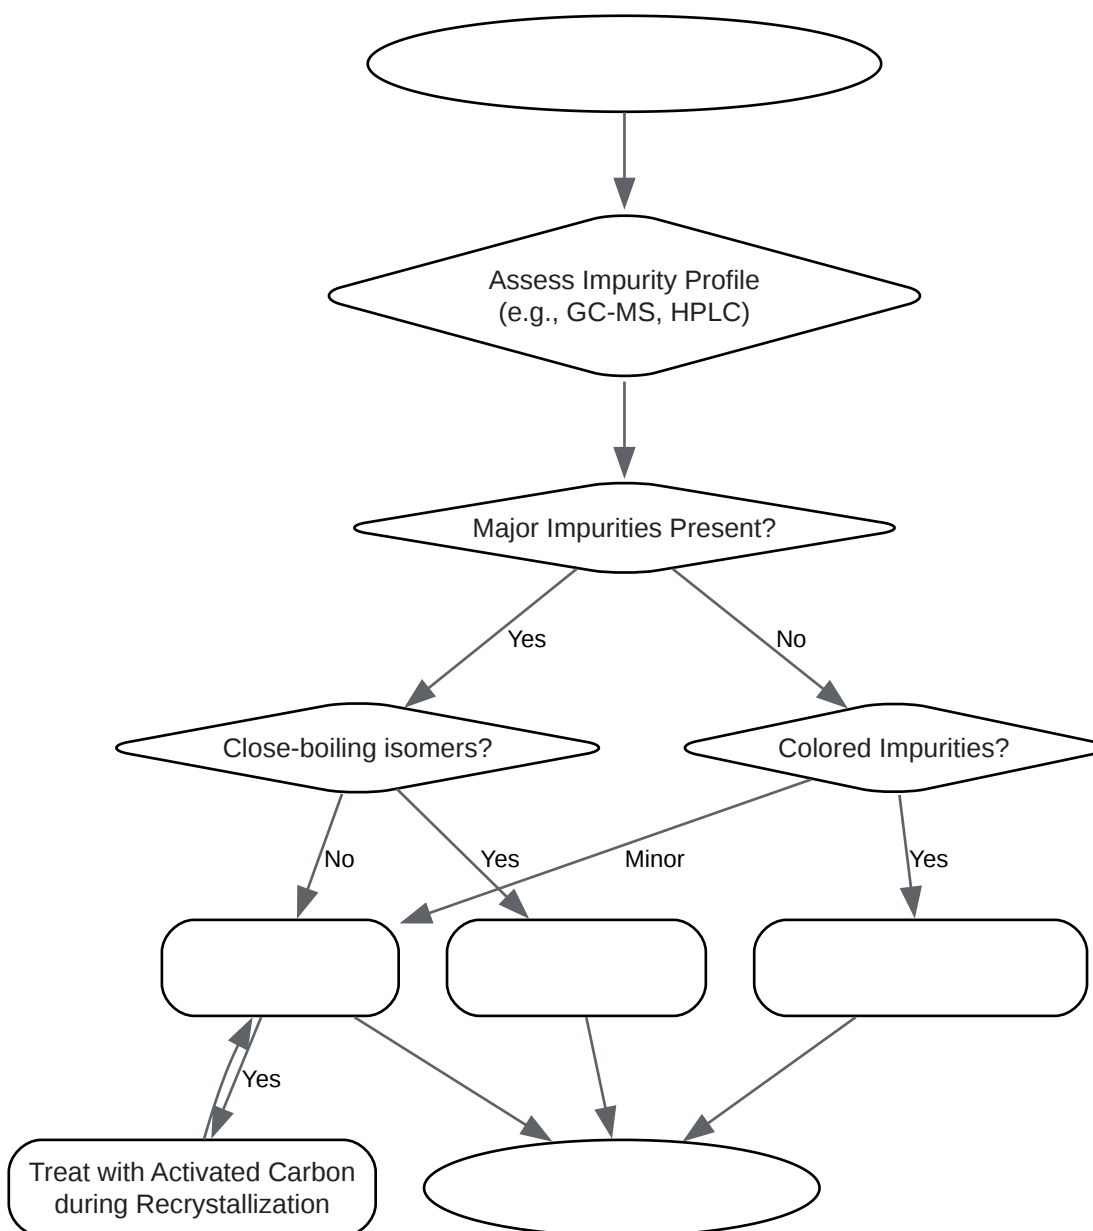 Assess Impurity Profile
(e.g., GC-MS, HPLC)
Major Impurities Present?
Yes
No
Close-boiling isomers?
Colored Impurities?
No
Yes
Minor
Yes
Yes
Treat with Activated Carbon
during Recrystallization